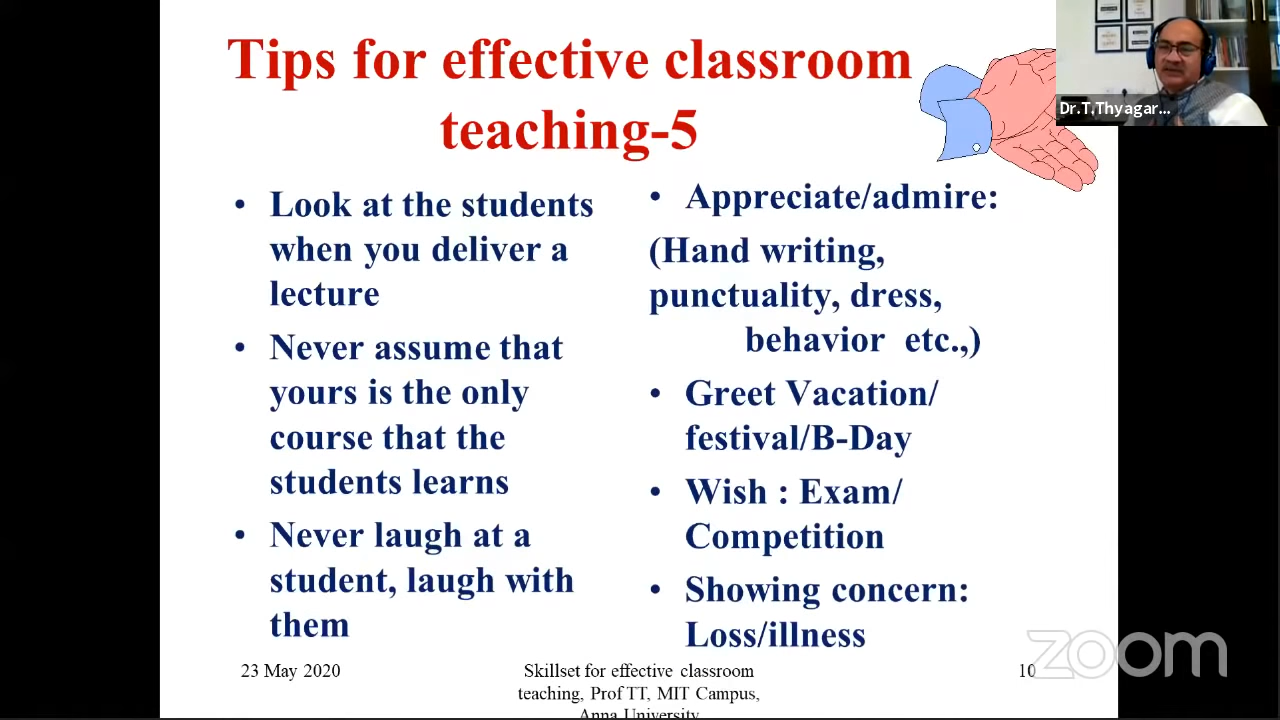 Tips for effective classroom
teaching-5
Dr.T.Thyagar...
• Look at the students
when you deliver a
lecture
• Never assume that
yours is the only
course that the
students learns
• Never laugh at a
student, laugh with
them
• Appreciate/admire:
(Hand writing,
punctuality, dress,
behavior etc.,)
• Greet Vacation/
festival/B-Day
• Wish : Exam/
Competition
• Showing concern:
Loss/illness
23 May 2020
Skillset for effective classroom
teaching, Prof TT, MIT Campus,
Anna University
10
zoom